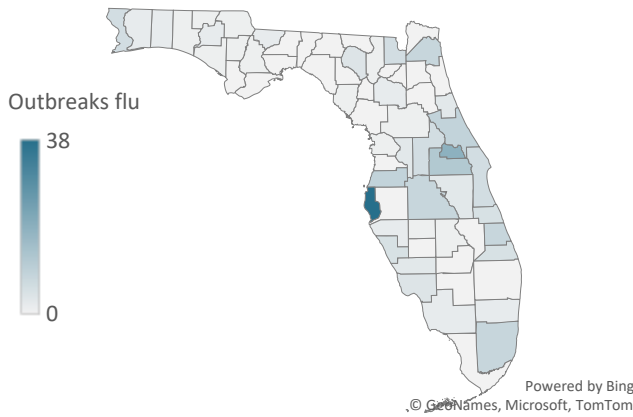 Outbreaks flu
38
0
Powered by Bing
© GeoNames, Microsoft, TomTom